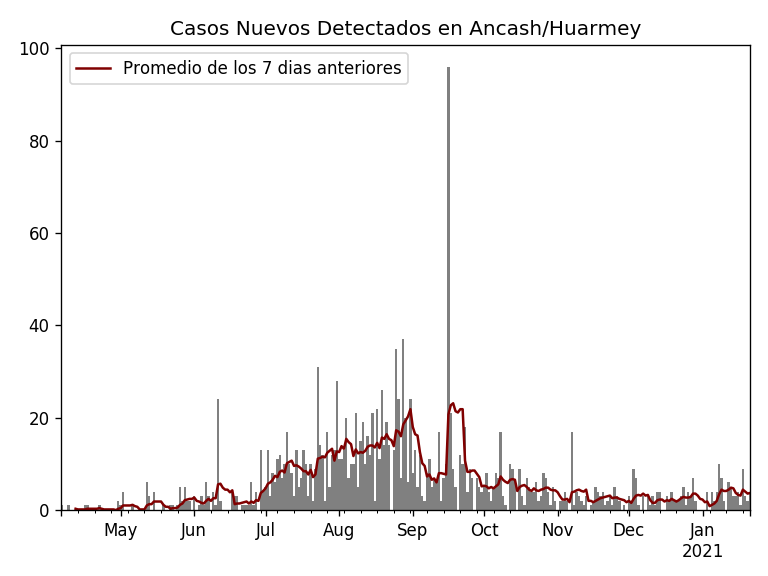 Casos Nuevos Detectados en Ancash/Huarmey
Promedio de los 7 dias anteriores
100
80
60
40
20
0
May Jun Jul Aug Sep Oct Nov Dec Jan
2021